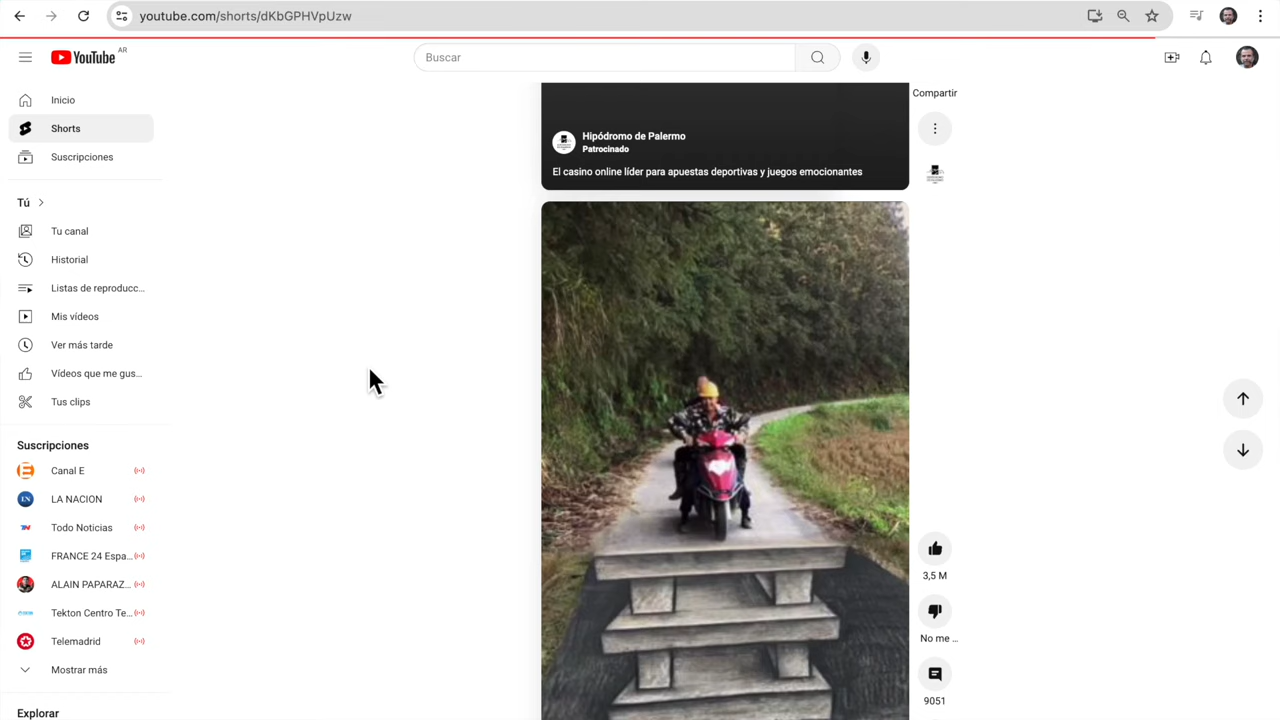 youtube.com/shorts/dKbGPHVpUzw
YouTube AR
Buscar
Inicio
Shorts
Suscripciones
Tú
Tu canal
Historial
Listas de reproducc...
Mis vídeos
Ver más tarde
Vídeos que me gus...
Tus clips
Suscripciones
Canal E
LA NACION
Todo Noticias
FRANCE 24 Espa...
ALAIN PAPARAZ...
Tekton Centro Te...
Telemadrid
Mostrar más
Explorar
Hipódromo de Palermo
Patrocinado
El casino online líder para apuestas deportivas y juegos emocionantes
Compartir
3,5 M
No me ...
9051